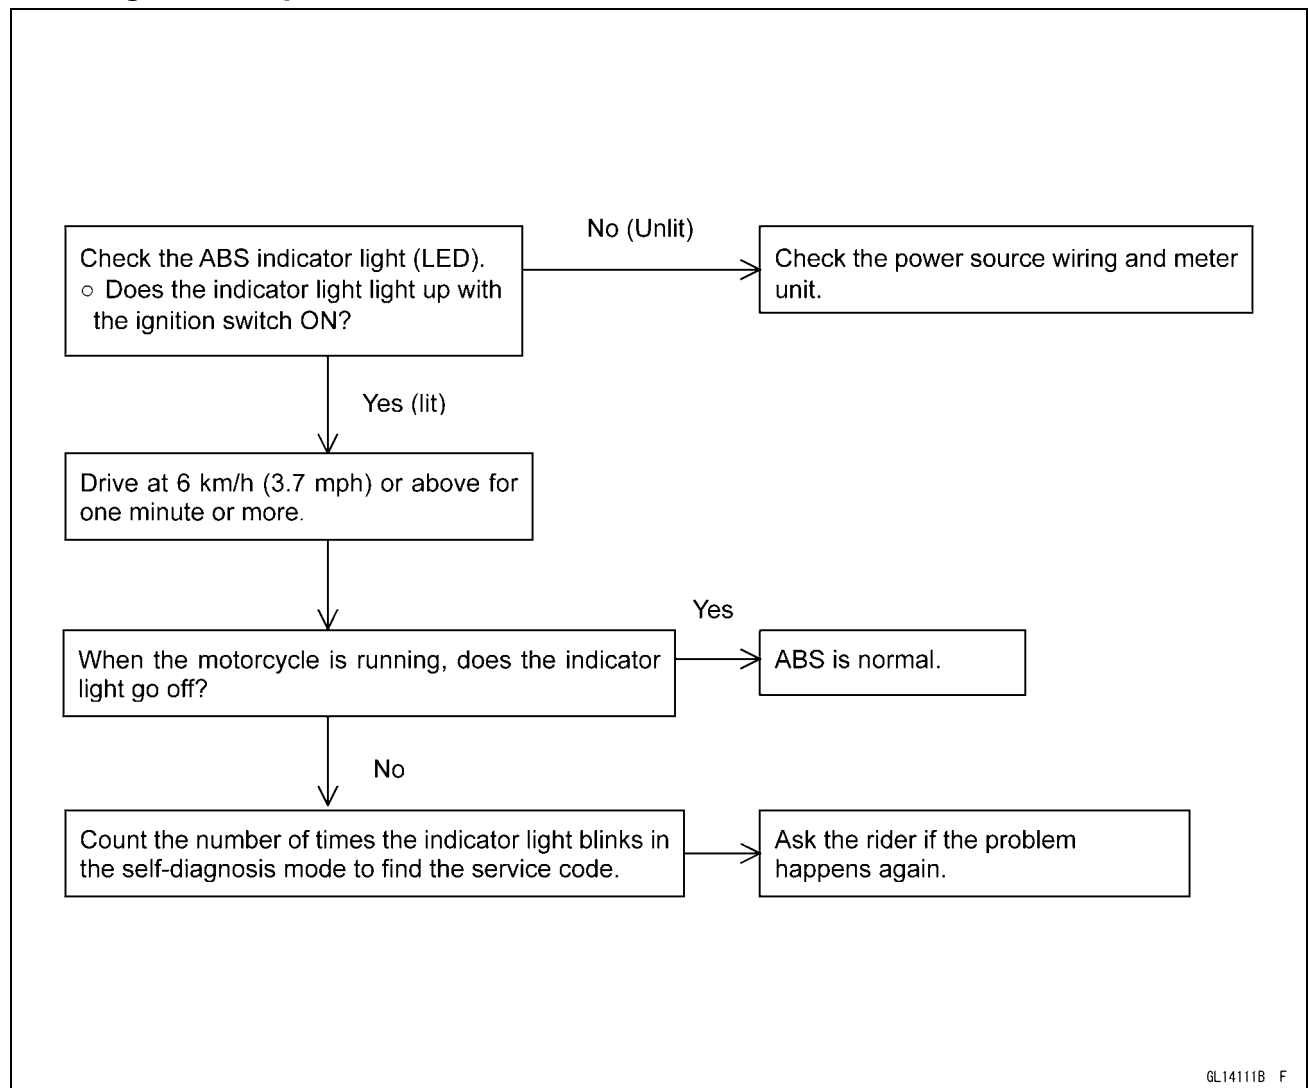 No (Unlit)
Check the ABS indicator light (LED).
○ Does the indicator light light up with
the ignition switch ON?
Check the power source wiring and meter
unit.
Yes (lit)
Drive at 6 km/h (3.7 mph) or above for
one minute or more.
Yes
When the motorcycle is running, does the indicator
light go off?
ABS is normal.
No
Count the number of times the indicator light blinks in
the self-diagnosis mode to find the service code.
Ask the rider if the problem
happens again.
GL14111B F